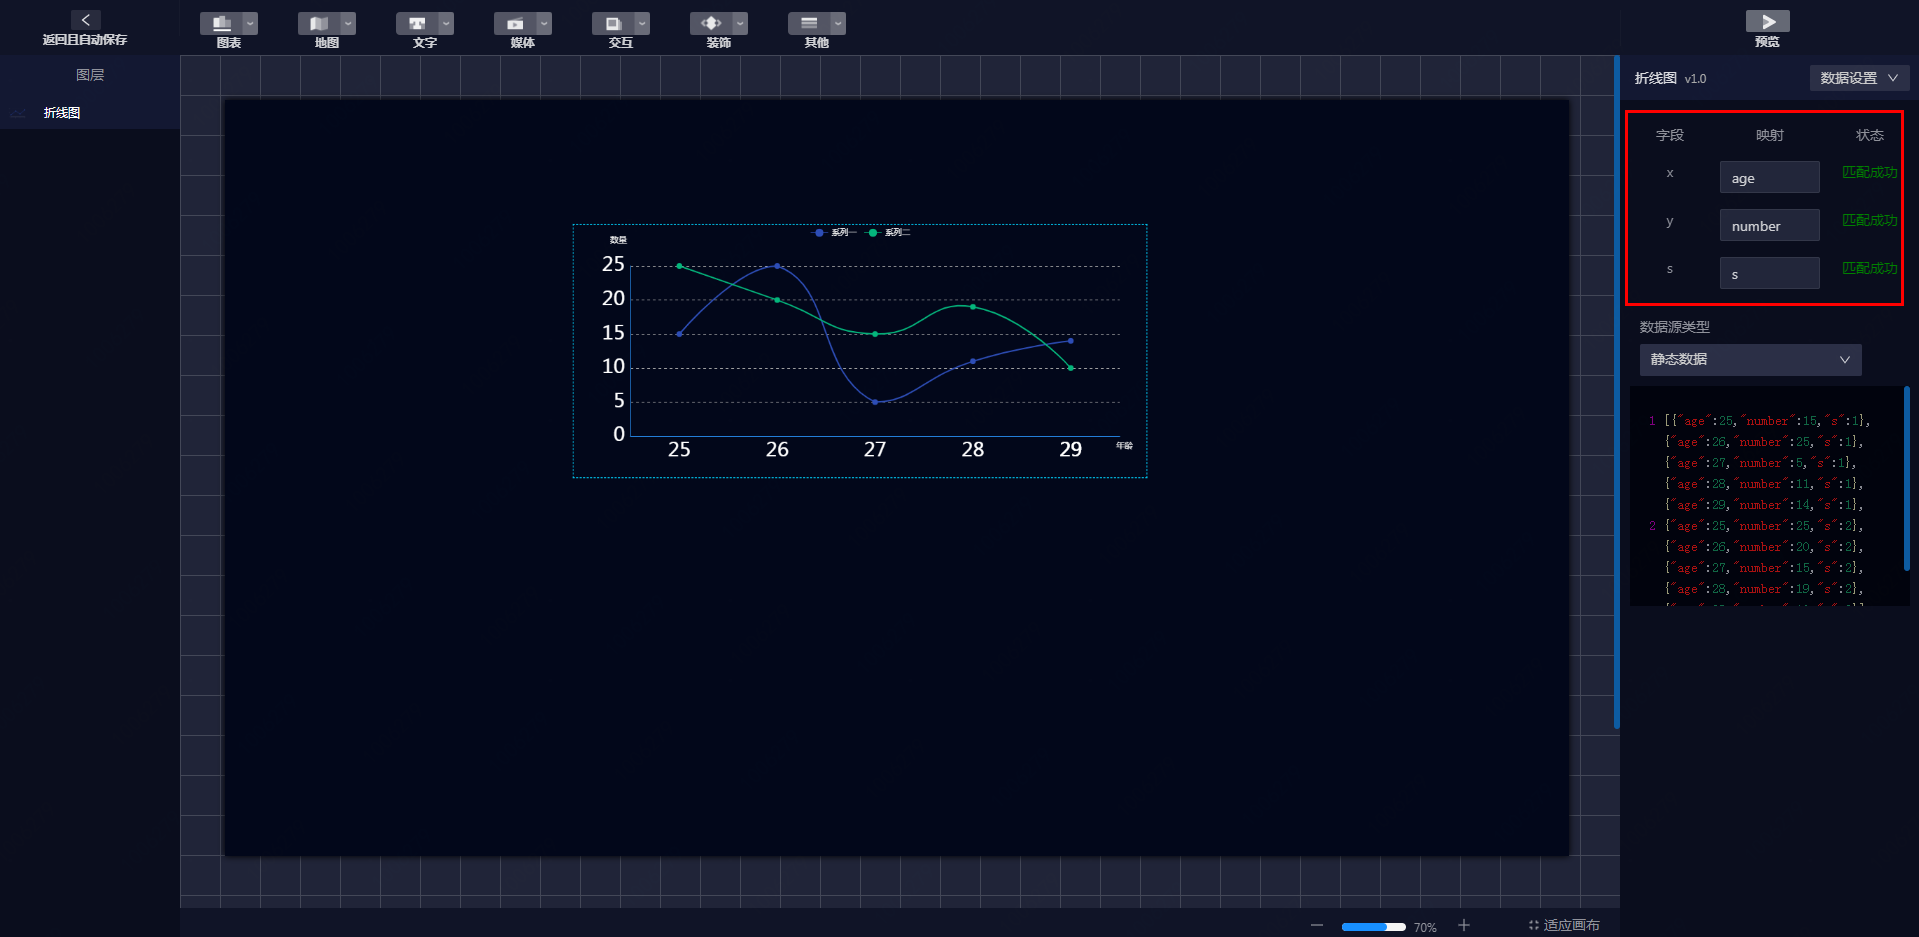 返回且自动保存
图表
地图
文字
媒体
交互
装饰
其他
预览
图层
折线图
折线图 v1.0
数据设置
字段 映射 状态
x age 匹配成功
y number 匹配成功
s s 匹配成功
数据源类型
静态数据
1 [{"age":25,"number":15,"s":1},
{"age":26,"number":25,"s":1},
{"age":27,"number":5,"s":1},
{"age":28,"number":11,"s":1},
{"age":29,"number":14,"s":1},
2 {"age":25,"number":25,"s":2},
{"age":26,"number":20,"s":2},
{"age":27,"number":15,"s":2},
{"age":28,"number":19,"s":2},
系列一 系列二
数量
25
20
15
10
5
0
25 26 27 28 29 年龄
70%
适应画布